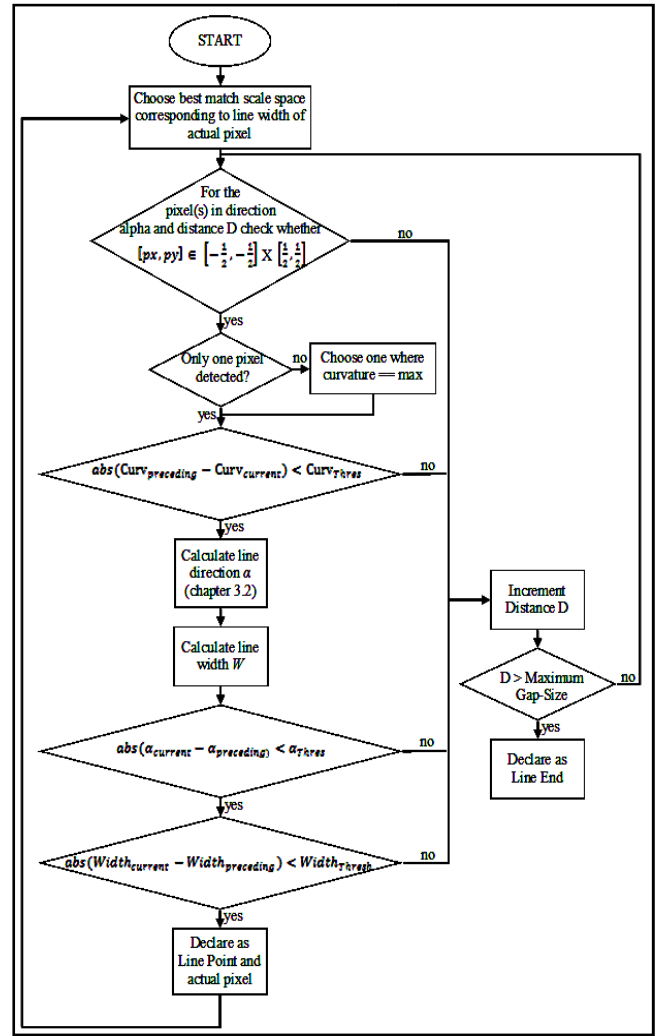 START
Choose best match scale space
corresponding to line width of
actual pixel
For the
pixel(s) in direction
alpha and distance D check whether
[px, py] ∈ [-1/2, -1/2] X [1/2, 1/2]
no
yes
Only one pixel
detected?
no
Choose one where
curvature == max
yes
abs(Curv_preceding − Curv_current) < Curv_Thres
no
yes
Calculate line
direction α
(chapter 3.2)
Calculate line
width W
Increment
Distance D
D > Maximum
Gap-Size
no
yes
Declare as
Line End
abs(α_current − α_preceding) < α_Thres
no
yes
abs(Width_current − Width_preceding) < Width_Thresh
no
yes
Declare as
Line Point and
actual pixel